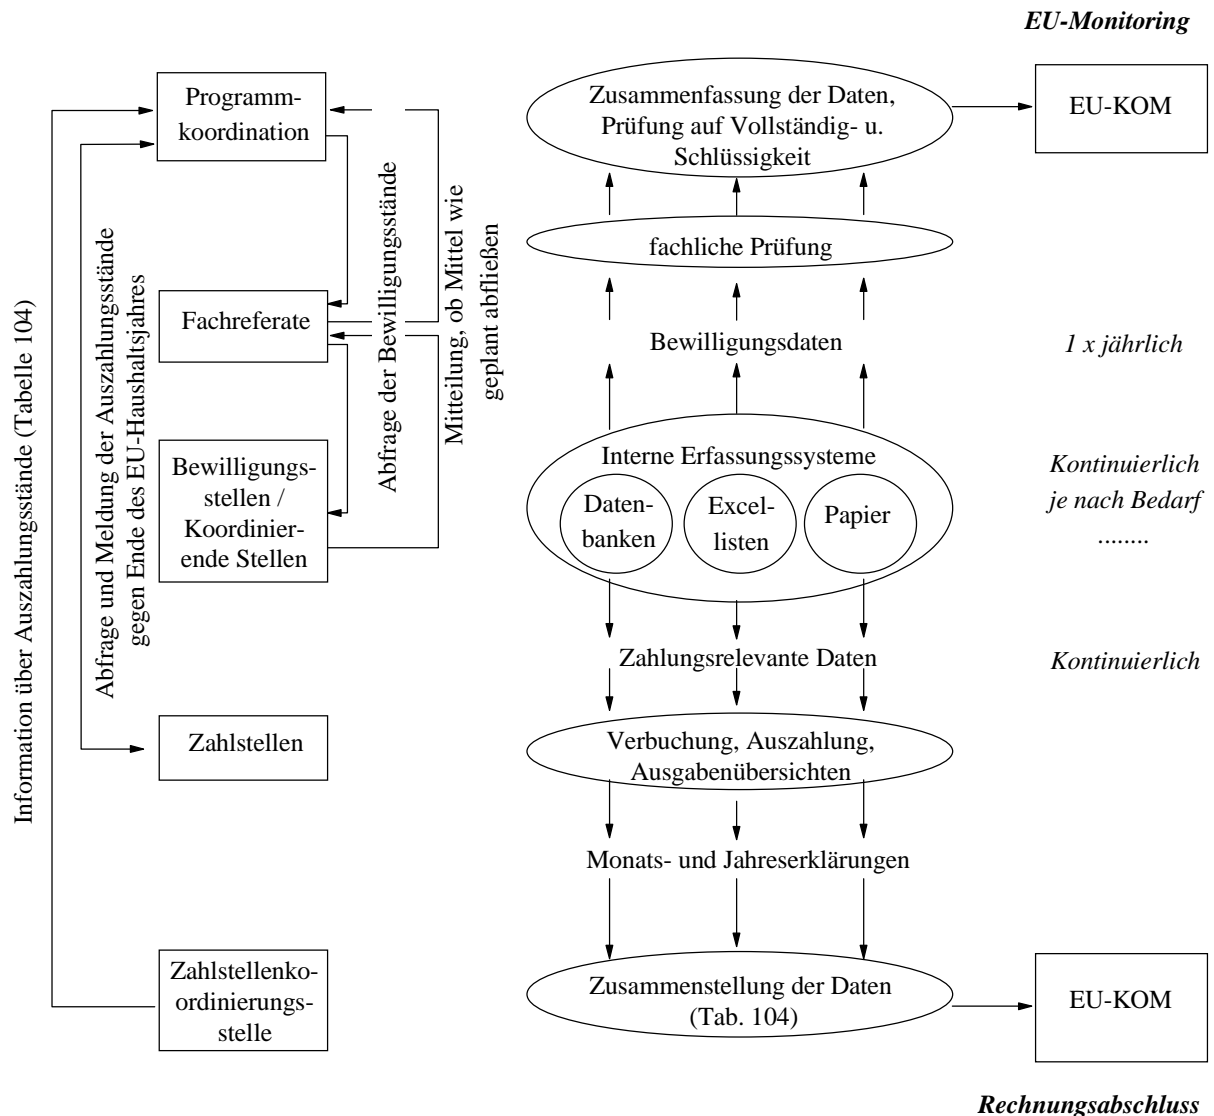 EU-Monitoring
Programm-
koordination
Zusammenfassung der Daten,
Prüfung auf Vollständig- u.
Schlüssigkeit
EU-KOM
fachliche Prüfung
Fachreferate
Bewilligungsdaten
1 x jährlich
Bewilligungs-
stellen /
Koordinier-
ende Stellen
Interne Erfassungssysteme
Daten-
banken
Excel-
listen
Papier
Kontinuierlich
je nach Bedarf
........
Zahlungsrelevante Daten
Kontinuierlich
Zahlstellen
Verbuchung, Auszahlung,
Ausgabenübersichten
Monats- und Jahreserklärungen
Zahlstellenko-
ordinierungs-
stelle
Zusammenstellung der Daten
(Tab. 104)
EU-KOM
Rechnungsabschluss
Information über Auszahlungsstände (Tabelle 104)
Abfrage und Meldung der Auszahlungsstände
gegen Ende des EU-Haushaltsjahres
Abfrage der Bewilligungsstände
Mitteilung, ob Mittel wie
geplant abfließen